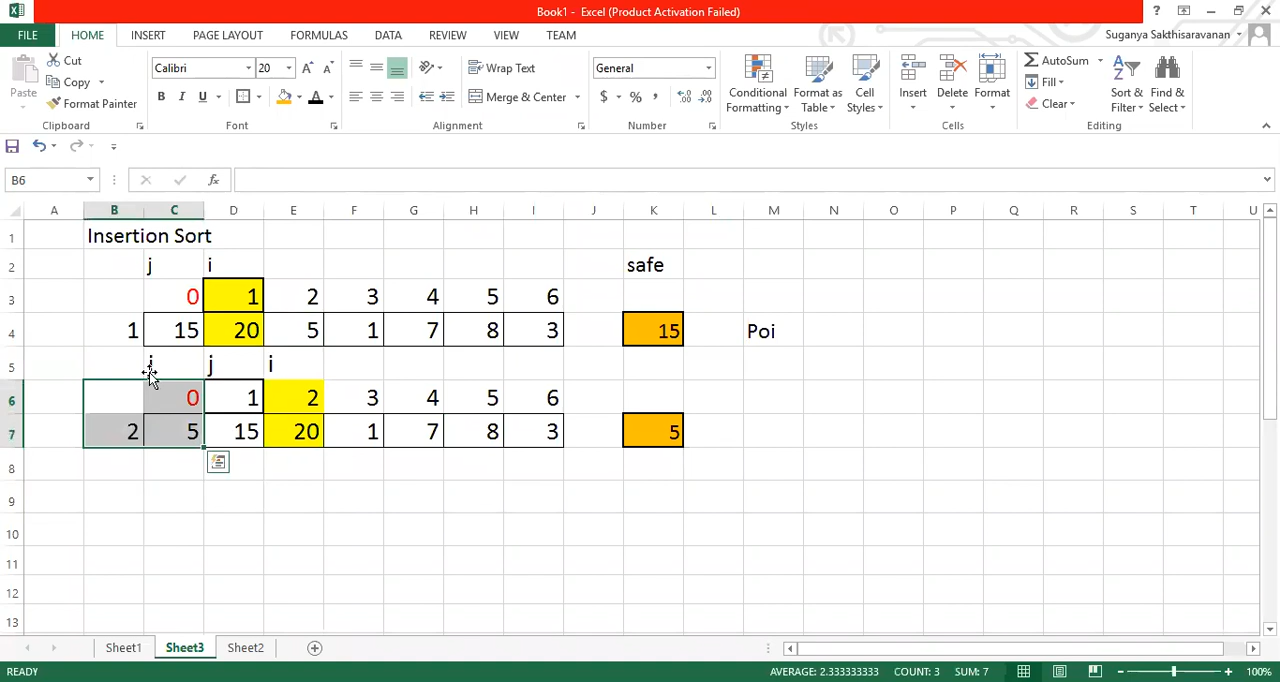 Book1 - Excel (Product Activation Failed)
?
FILE HOME INSERT PAGE LAYOUT FORMULAS DATA REVIEW VIEW TEAM Suganya Sakthisaravanan
Paste Cut Copy Format Painter
Calibri 20 A A B I U A
Wrap Text Merge & Center
General $ % ,
Conditional Formatting Format as Table Cell Styles
Insert Delete Format
AutoSum Fill Clear Sort & Filter Find & Select
Clipboard Font Alignment Number Styles Cells Editing
B6 fx
A B C D E F G H I J K L M N O P Q R S T U
1 Insertion Sort
2 j i safe
3 0 1 2 3 4 5 6
4 1 15 20 5 1 7 8 3 15 Poi
5 j i
6 0 1 2 3 4 5 6
7 2 5 15 20 1 7 8 3 5
8
9
10
11
12
13
Sheet1 Sheet3 Sheet2
READY AVERAGE: 2.333333333 COUNT: 3 SUM: 7 100%